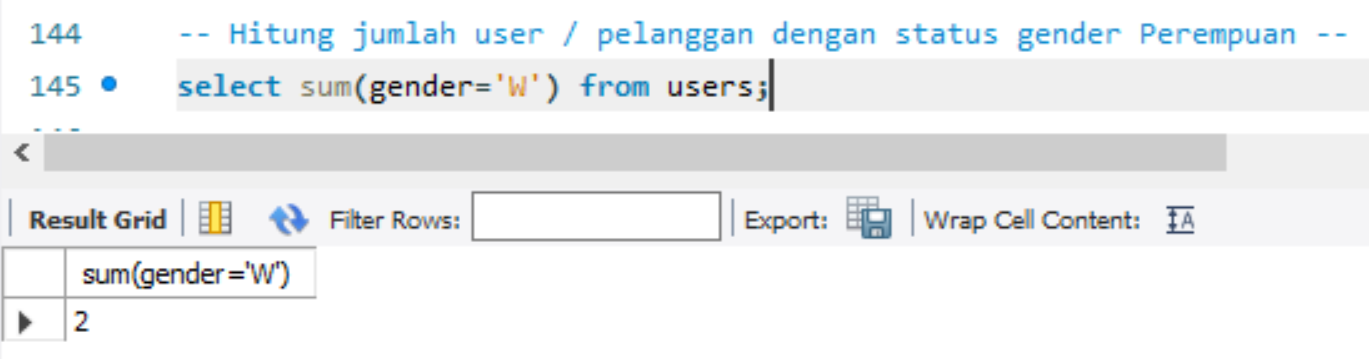 144 -- Hitung jumlah user / pelanggan dengan status gender Perempuan --
145 select sum(gender='W') from users;
Result Grid Filter Rows: Export: Wrap Cell Content: IA
sum(gender='W')
2